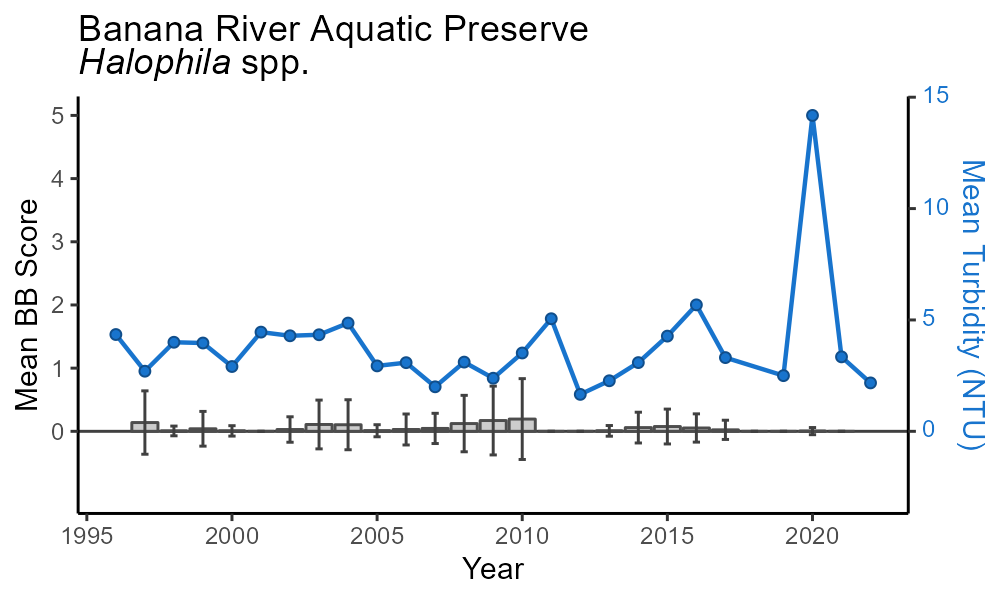 Banana River Aquatic Preserve
Halophila spp.
Mean BB Score
5
4
3
2
1
0
15
10
5
0
Mean Turbidity (NTU)
1995 2000 2005 2010 2015 2020
Year